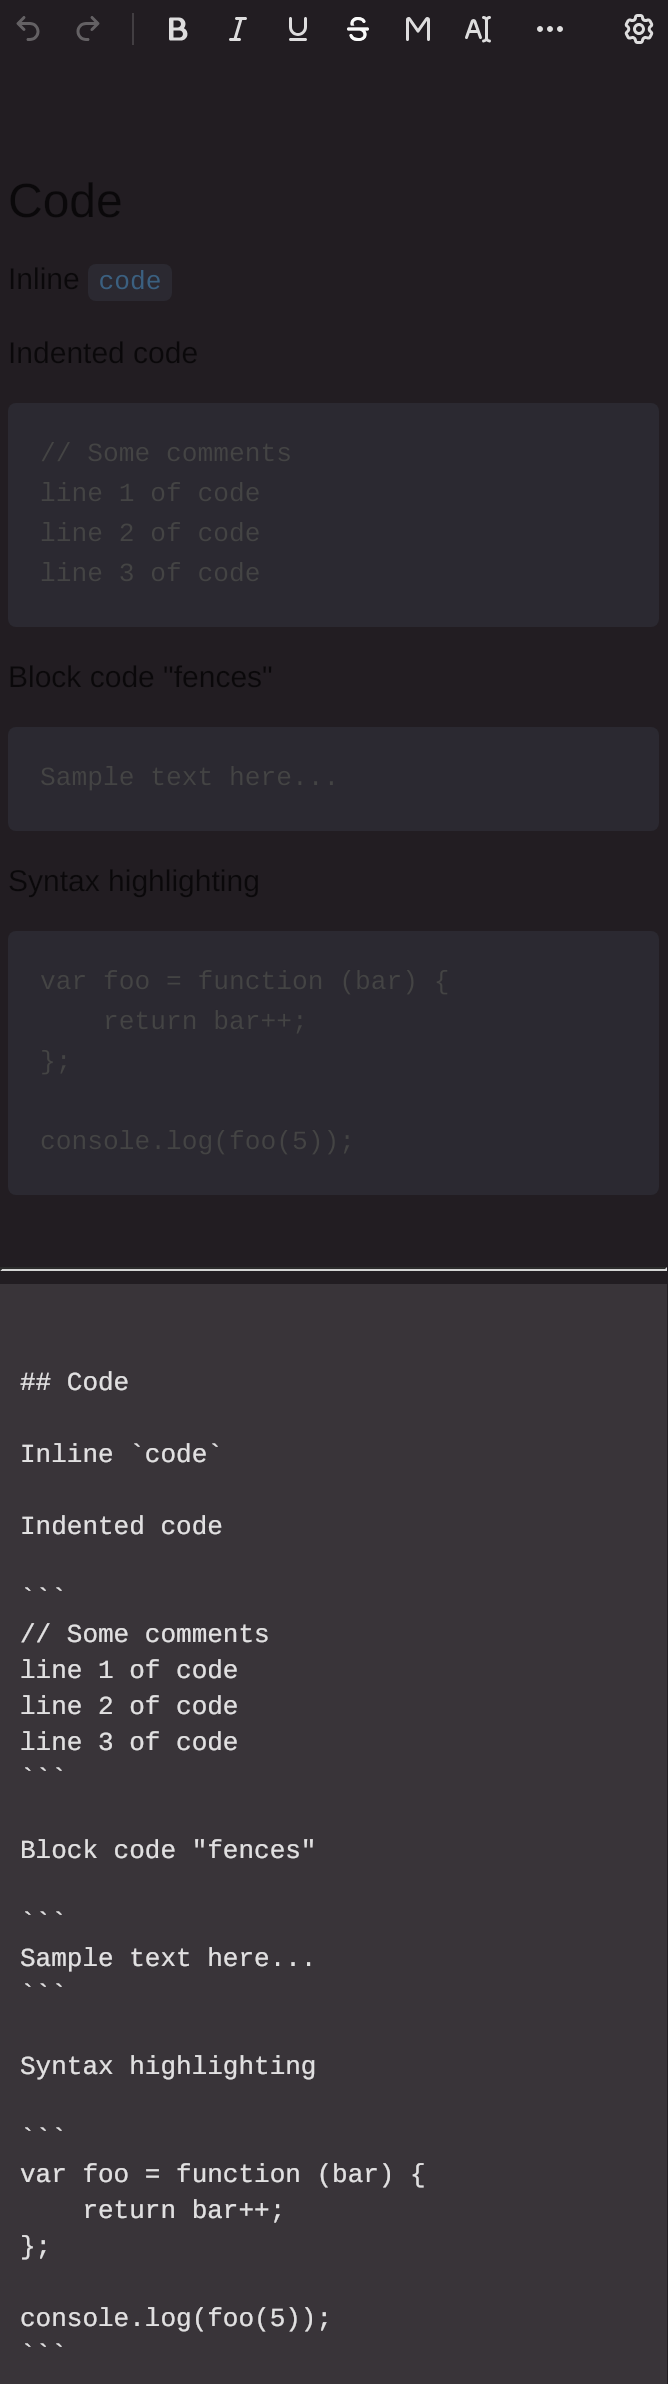 B I U S M AI
Code
Inline code
Indented code
// Some comments
line 1 of code
line 2 of code
line 3 of code
Block code "fences"
Sample text here...
Syntax highlighting
var foo = function (bar) {
    return bar++;
};
console.log(foo(5));
## Code
Inline `code`
Indented code
```
// Some comments
line 1 of code
line 2 of code
line 3 of code
```
Block code "fences"
```
Sample text here...
```
Syntax highlighting
```
var foo = function (bar) {
    return bar++;
};
console.log(foo(5));
```